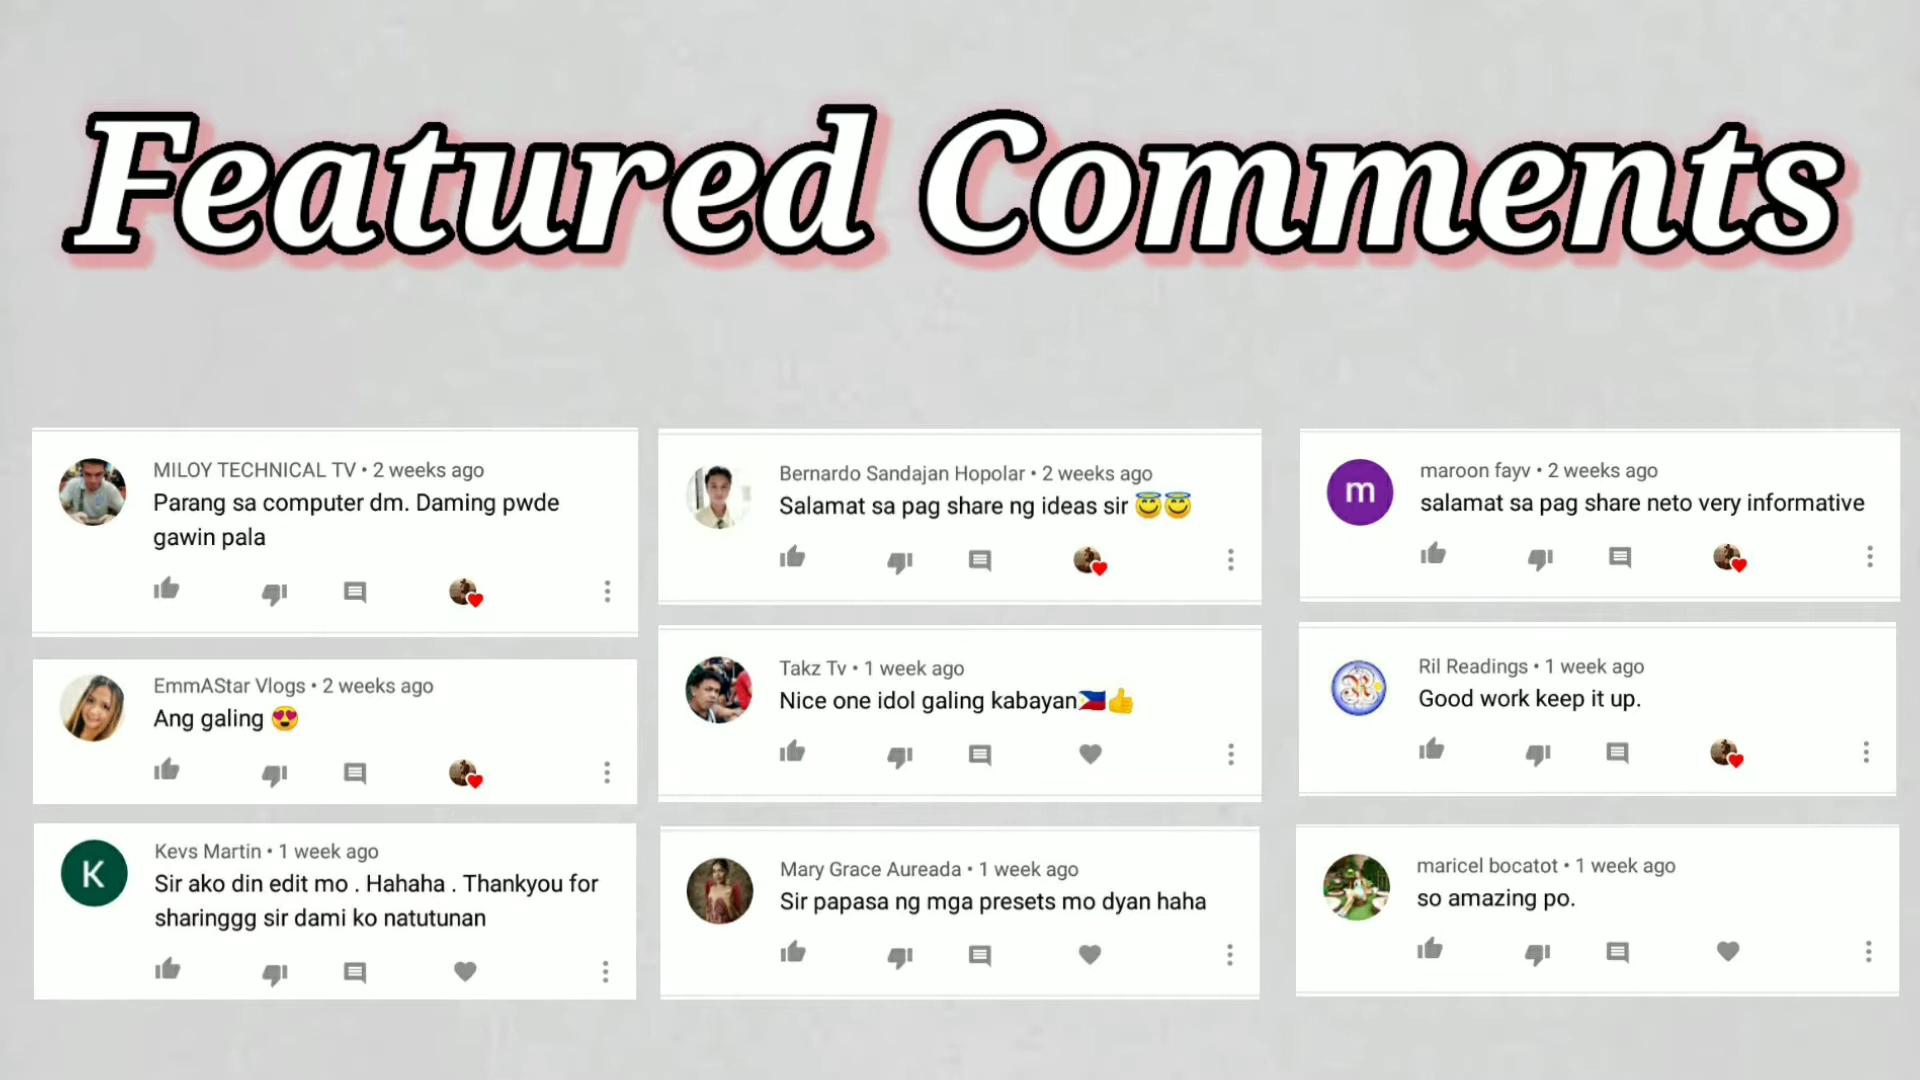 Featured Comments
MILOY TECHNICAL TV • 2 weeks ago
Parang sa computer dm. Daming pwde
gawin pala
EmmAStar Vlogs • 2 weeks ago
Ang galing 😍
K
Kevs Martin • 1 week ago
Sir ako din edit mo . Hahaha . Thankyou for
sharinggg sir dami ko natutunan
Bernardo Sandajan Hopolar • 2 weeks ago
Salamat sa pag share ng ideas sir 😇😇
Takz Tv • 1 week ago
Nice one idol galing kabayan🇵🇭👍
Mary Grace Aureada • 1 week ago
Sir papasa ng mga presets mo dyan haha
m
maroon fayv • 2 weeks ago
salamat sa pag share neto very informative
R
Ril Readings • 1 week ago
Good work keep it up.
maricel bocatot • 1 week ago
so amazing po.